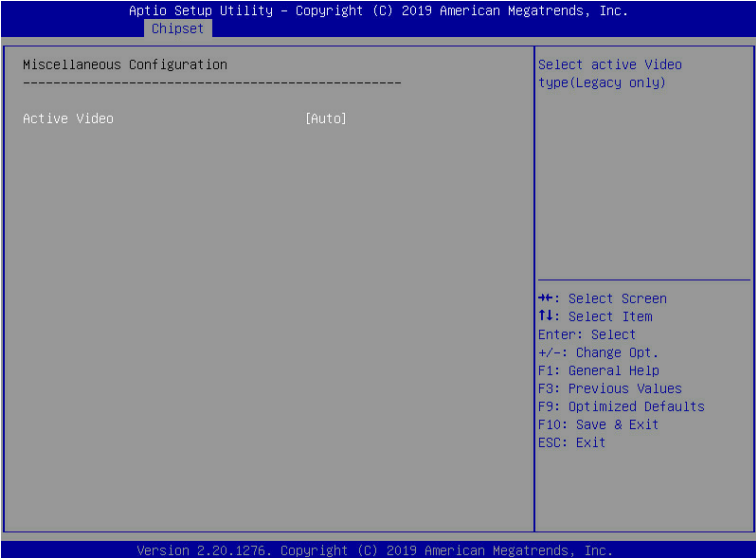 Aptio Setup Utility – Copyright (C) 2019 American Megatrends, Inc.
Chipset
Miscellaneous Configuration
--------------------------------------------------
Active Video [Auto]
Select active Video
type(Legacy only)
→←: Select Screen
↑↓: Select Item
Enter: Select
+/-: Change Opt.
F1: General Help
F3: Previous Values
F9: Optimized Defaults
F10: Save & Exit
ESC: Exit
Version 2.20.1276. Copyright (C) 2019 American Megatrends, Inc.